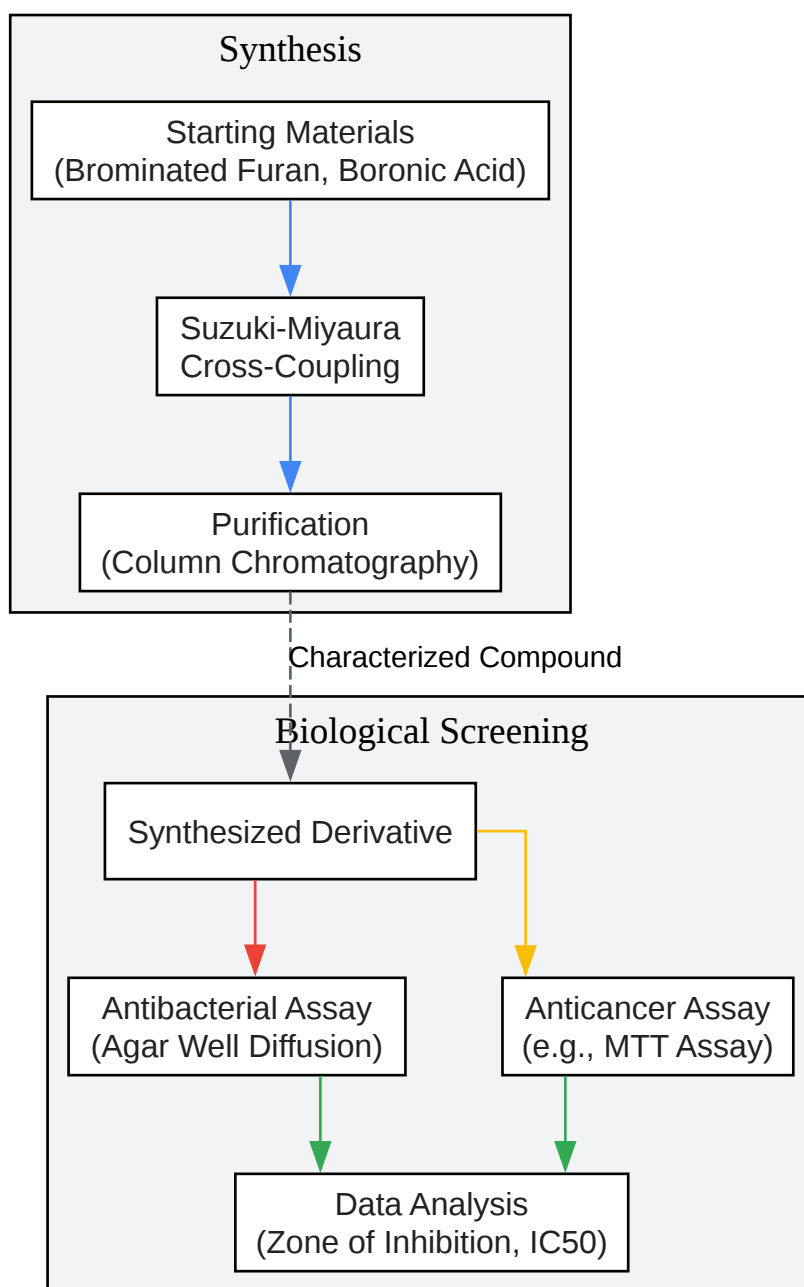 Synthesis
Starting Materials
(Brominated Furan, Boronic Acid)
Suzuki-Miyaura
Cross-Coupling
Purification
(Column Chromatography)
Characterized Compound
Biological Screening
Synthesized Derivative
Antibacterial Assay
(Agar Well Diffusion)
Anticancer Assay
(e.g., MTT Assay)
Data Analysis
(Zone of Inhibition, IC50)